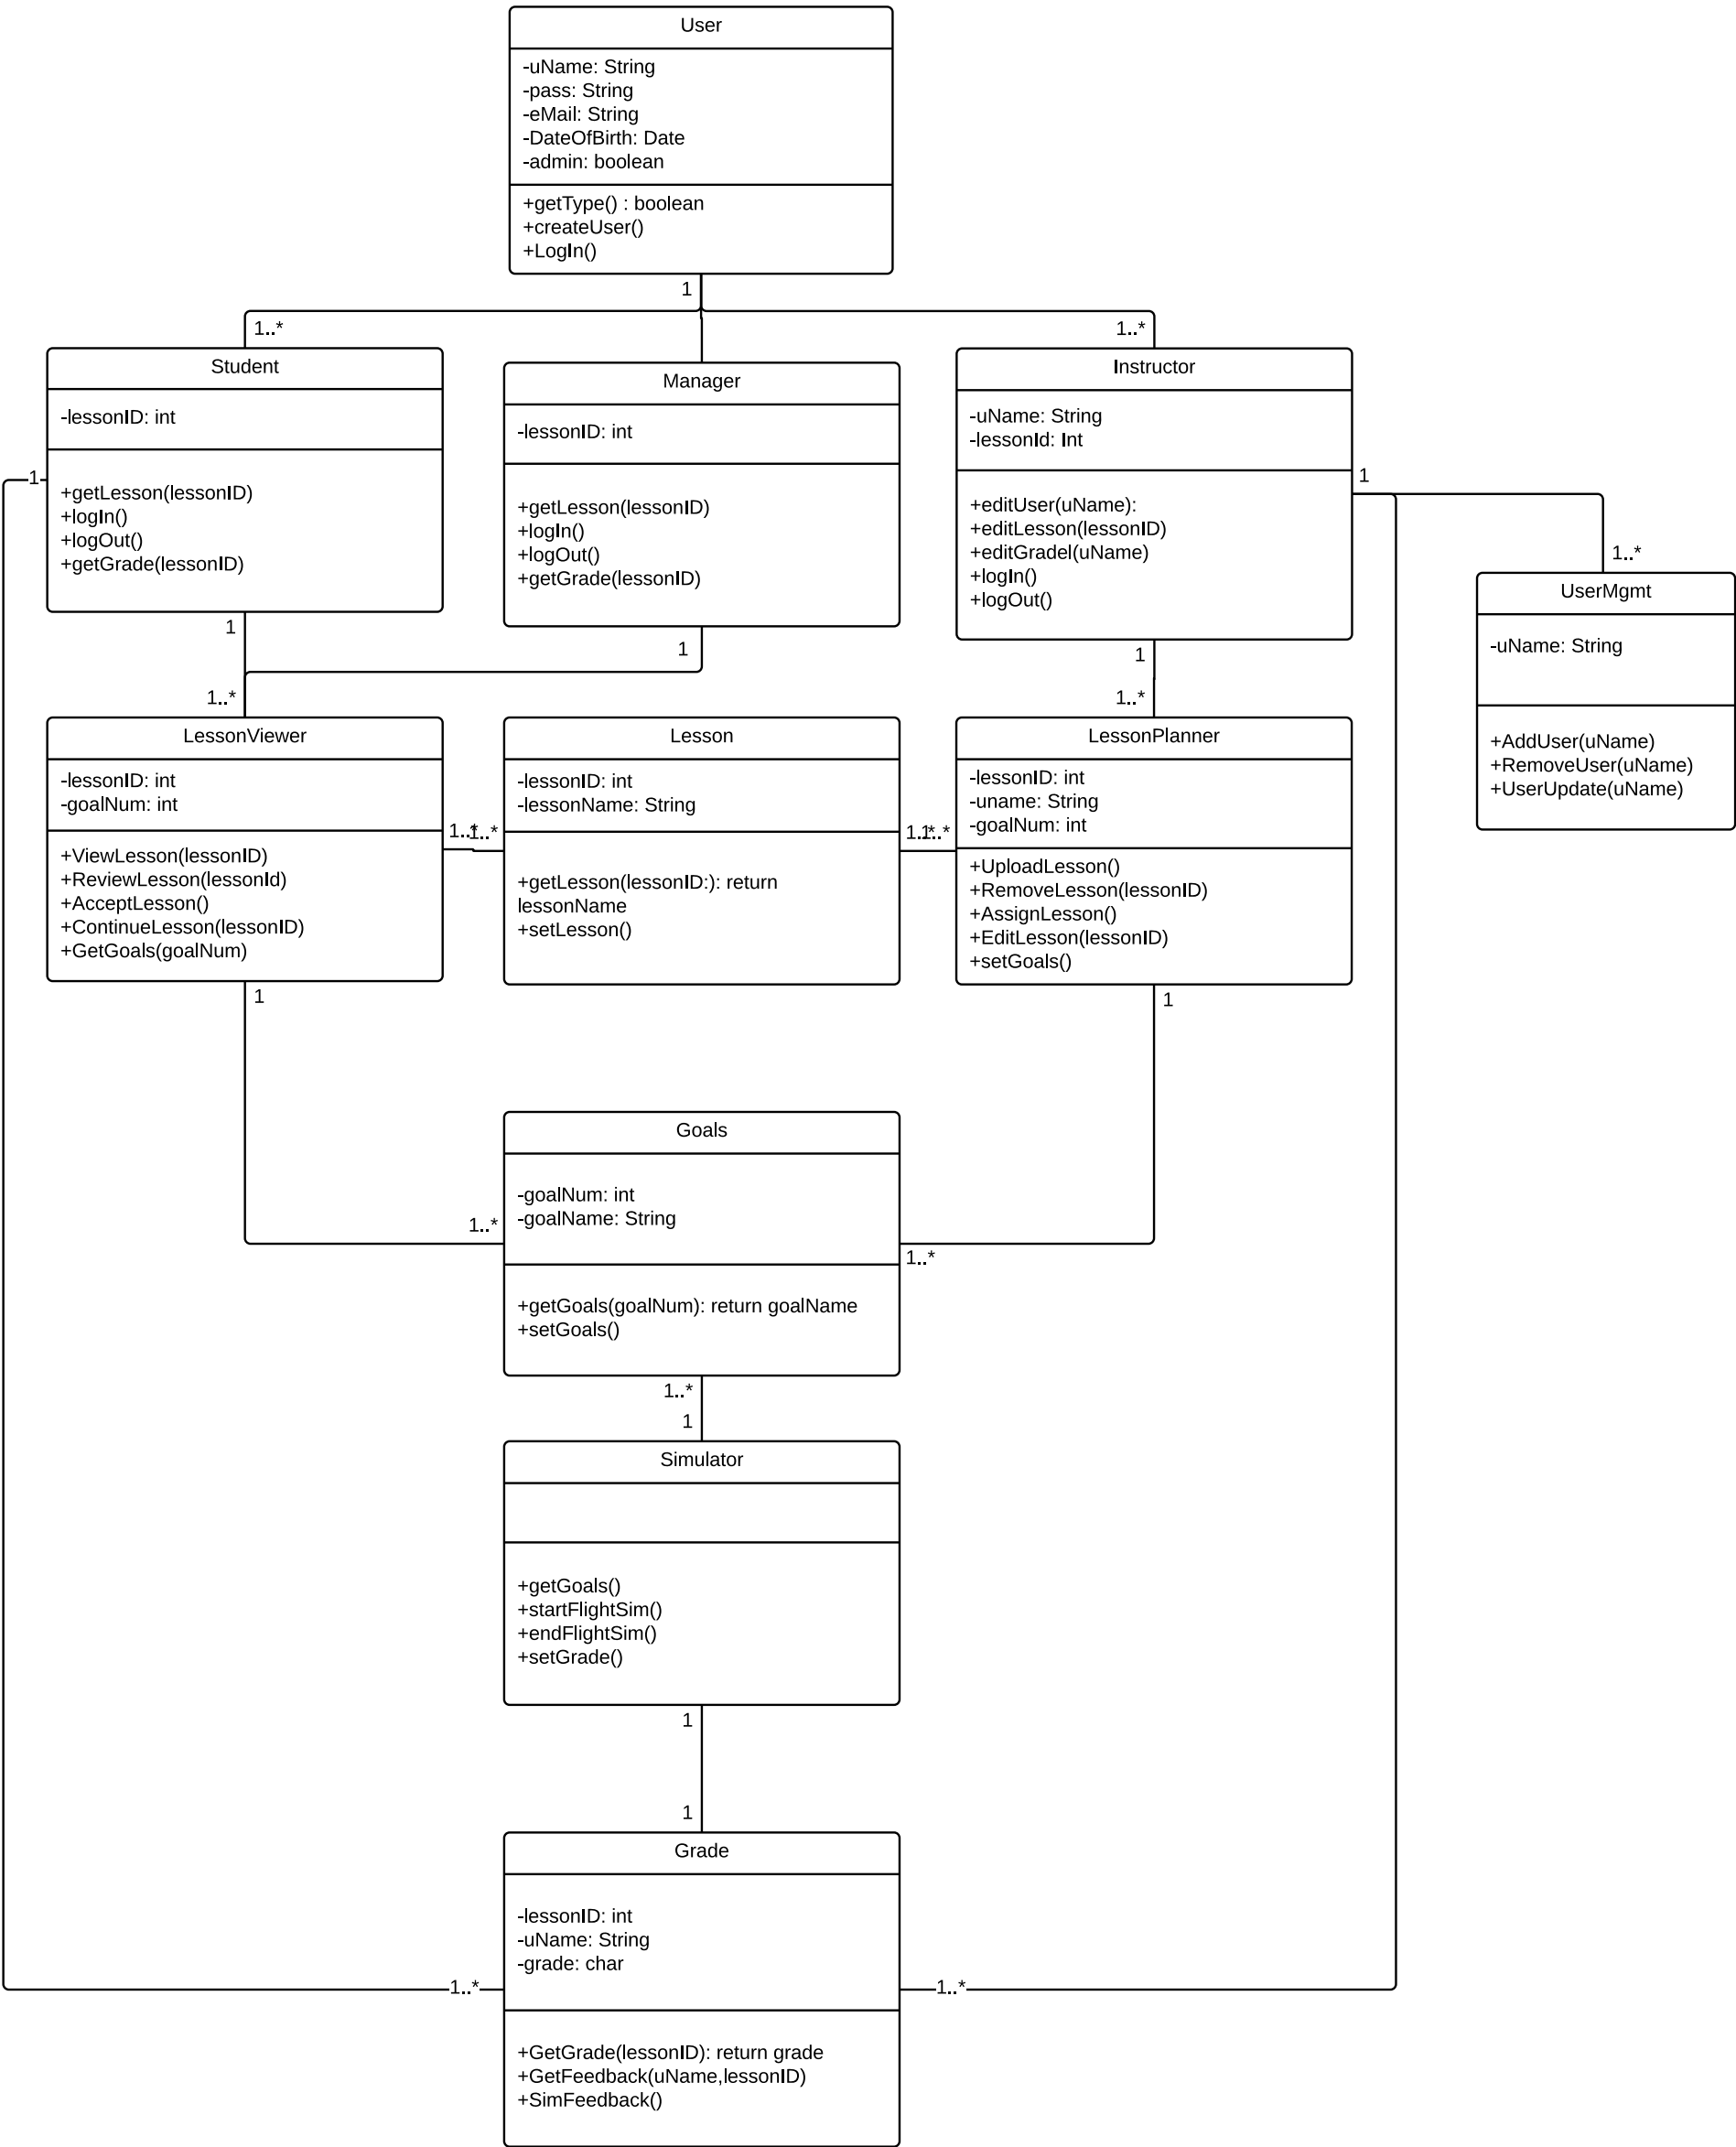 User
-uName: String
-pass: String
-eMail: String
-DateOfBirth: Date
-admin: boolean
+getType() : boolean
+createUser()
+LogIn()
1
1..*
1..*
Student
-lessonID: int
+getLesson(lessonID)
+logIn()
+logOut()
+getGrade(lessonID)
Manager
-lessonID: int
+getLesson(lessonID)
+logIn()
+logOut()
+getGrade(lessonID)
Instructor
-uName: String
-lessonId: Int
+editUser(uName):
+editLesson(lessonID)
+editGradel(uName)
+logIn()
+logOut()
1
1
1..*
UserMgmt
-uName: String
+AddUser(uName)
+RemoveUser(uName)
+UserUpdate(uName)
1
1
1
1..*
1..*
LessonViewer
-lessonID: int
-goalNum: int
+ViewLesson(lessonID)
+ReviewLesson(lessonId)
+AcceptLesson()
+ContinueLesson(lessonID)
+GetGoals(goalNum)
1..*
1..*
Lesson
-lessonID: int
-lessonName: String
+getLesson(lessonID:): return
lessonName
+setLesson()
1..*
1..*
LessonPlanner
-lessonID: int
-uname: String
-goalNum: int
+UploadLesson()
+RemoveLesson(lessonID)
+AssignLesson()
+EditLesson(lessonID)
+setGoals()
1
1
Goals
-goalNum: int
-goalName: String
+getGoals(goalNum): return goalName
+setGoals()
1..*
1..*
1..*
1
Simulator
+getGoals()
+startFlightSim()
+endFlightSim()
+setGrade()
1
1
Grade
-lessonID: int
-uName: String
-grade: char
+GetGrade(lessonID): return grade
+GetFeedback(uName,lessonID)
+SimFeedback()
1..*
1..*